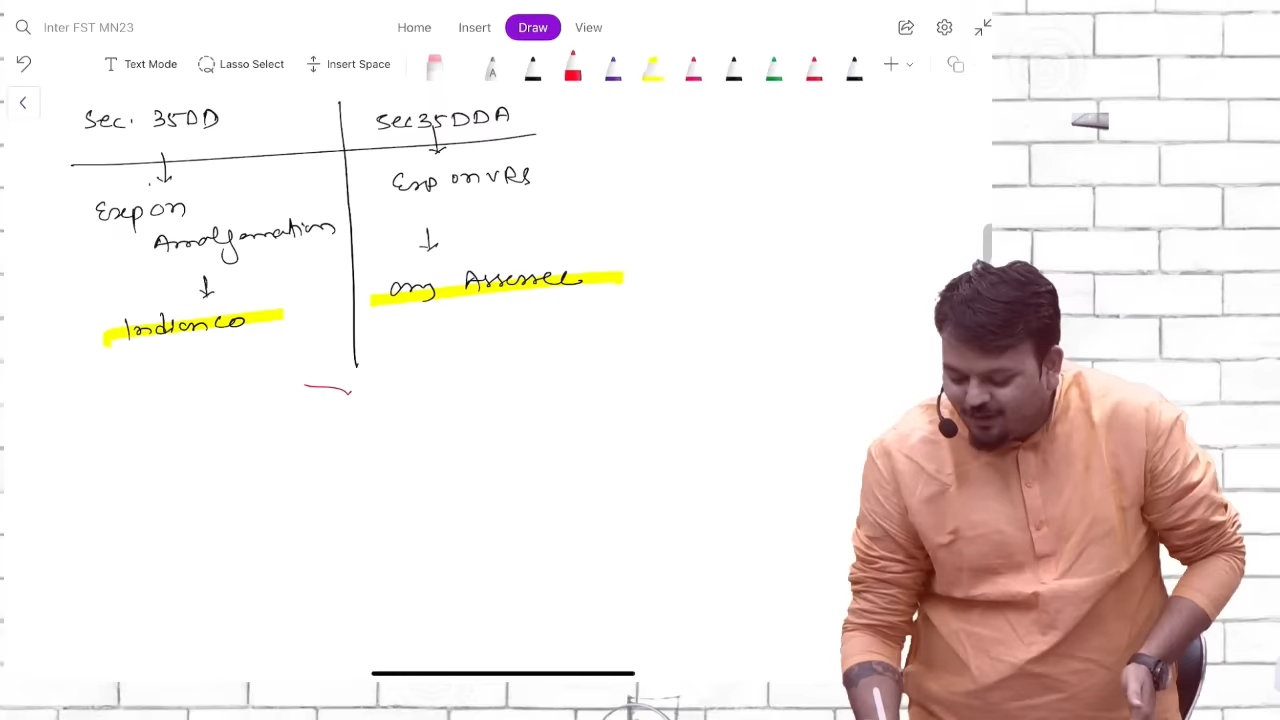 Inter FST MN23
Home
Insert
Draw
View
Text Mode
Lasso Select
Insert Space
A
Sec. 35DD
Sec 35DDA
Exp on
Amalgamation
Indian co
Exp on VRS
any Assessee